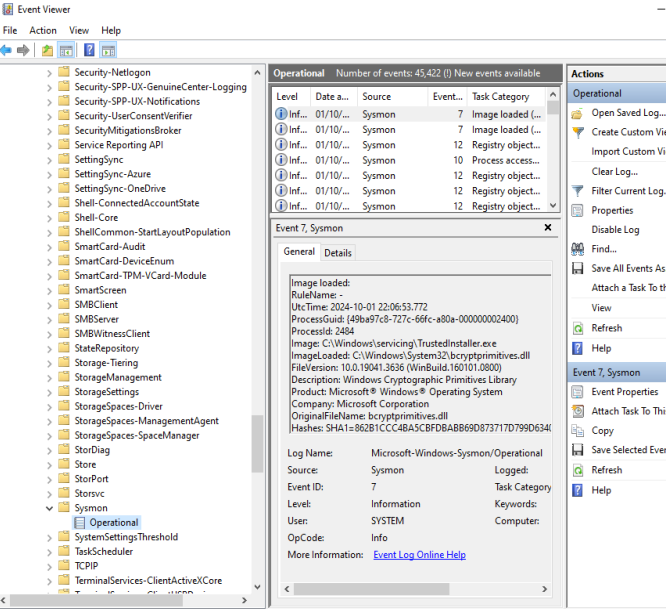 Event Viewer
File Action View Help
Security-Netlogon
Security-SPP-UX-GenuineCenter-Logging
Security-SPP-UX-Notifications
Security-UserConsentVerifier
SecurityMitigationsBroker
Service Reporting API
SettingSync
SettingSync-Azure
SettingSync-OneDrive
Shell-ConnectedAccountState
Shell-Core
ShellCommon-StartLayoutPopulation
SmartCard-Audit
SmartCard-DeviceEnum
SmartCard-TPM-VCard-Module
SmartScreen
SMBClient
SMBServer
SMBWitnessClient
StateRepository
Storage-Tiering
StorageManagement
StorageSettings
StorageSpaces-Driver
StorageSpaces-ManagementAgent
StorageSpaces-SpaceManager
StorDiag
Store
StorPort
Storsvc
Sysmon
Operational
SystemSettingsThreshold
TaskScheduler
TCPIP
TerminalServices-ClientActiveXCore
Operational Number of events: 45,422 (!) New events available
Level Date a... Source Event... Task Category
Inf... 01/10/... Sysmon 7 Image loaded (...
Inf... 01/10/... Sysmon 7 Image loaded (...
Inf... 01/10/... Sysmon 12 Registry object...
Inf... 01/10/... Sysmon 10 Process access...
Inf... 01/10/... Sysmon 12 Registry object...
Inf... 01/10/... Sysmon 12 Registry object...
Inf... 01/10/... Sysmon 12 Registry object...
Event 7, Sysmon
General Details
Image loaded:
RuleName: -
UtcTime: 2024-10-01 22:06:53.772
ProcessGuid: {49ba97c8-727c-66fc-a80a-000000002400}
ProcessId: 2484
Image: C:\Windows\servicing\TrustedInstaller.exe
ImageLoaded: C:\Windows\System32\bcryptprimitives.dll
FileVersion: 10.0.19041.3636 (WinBuild.160101.0800)
Description: Windows Cryptographic Primitives Library
Product: Microsoft® Windows® Operating System
Company: Microsoft Corporation
OriginalFileName: bcryptprimitives.dll
Hashes: SHA1=862B1CCC4BA5CBFDBABB69D873717D799D634
Log Name: Microsoft-Windows-Sysmon/Operational
Source: Sysmon Logged:
Event ID: 7 Task Category
Level: Information Keywords:
User: SYSTEM Computer:
OpCode: Info
More Information: Event Log Online Help
Actions
Operational
Open Saved Log...
Create Custom Vie
Import Custom Vi
Clear Log...
Filter Current Log.
Properties
Disable Log
Find...
Save All Events As
Attach a Task To th
View
Refresh
Help
Event 7, Sysmon
Event Properties
Attach Task To Thi
Copy
Save Selected Ever
Refresh
Help